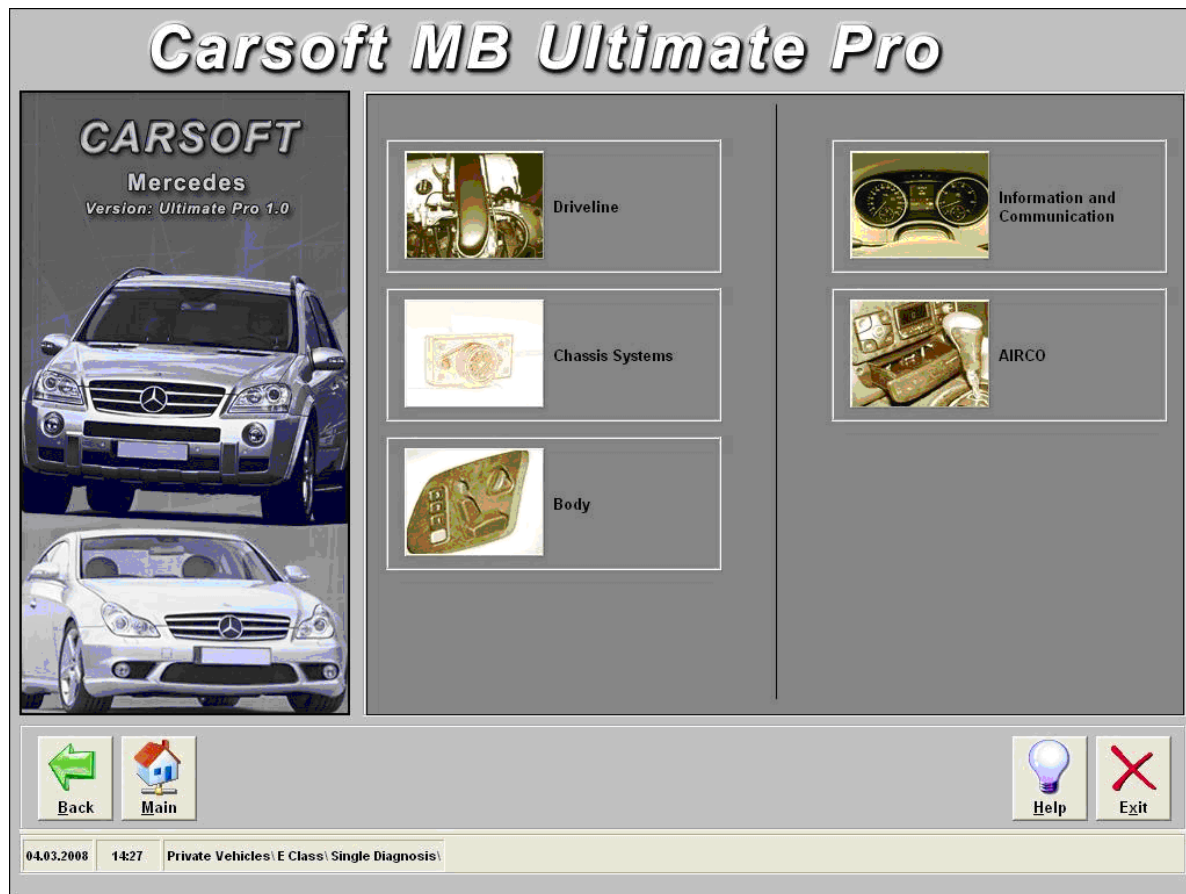 Carsoft MB Ultimate Pro
CARSOFT
Mercedes
Version: Ultimate Pro 1.0
Driveline
Chassis Systems
Body
Information and
Communication
AIRCO
Back
Main
Help
Exit
04.03.2008
14:27
Private Vehicles\ E Class\ Single Diagnosis\